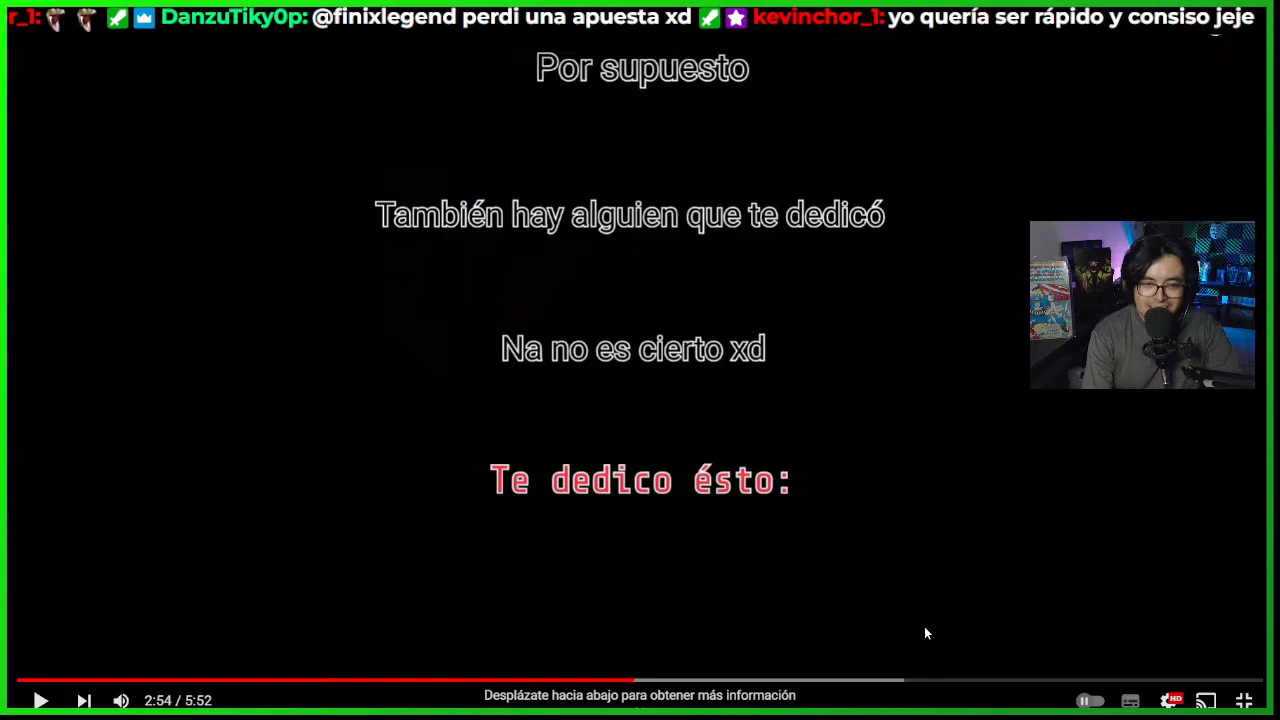 r_1: DanzuTiky0p: @finixlegend perdi una apuesta xd kevinchor_1: yo quería ser rápido y consiso jeje
Por supuesto
También hay alguien que te dedicó
Na no es cierto xd
Te dedico ésto:
2:54 / 5:52
Desplázate hacia abajo para obtener más información
HD